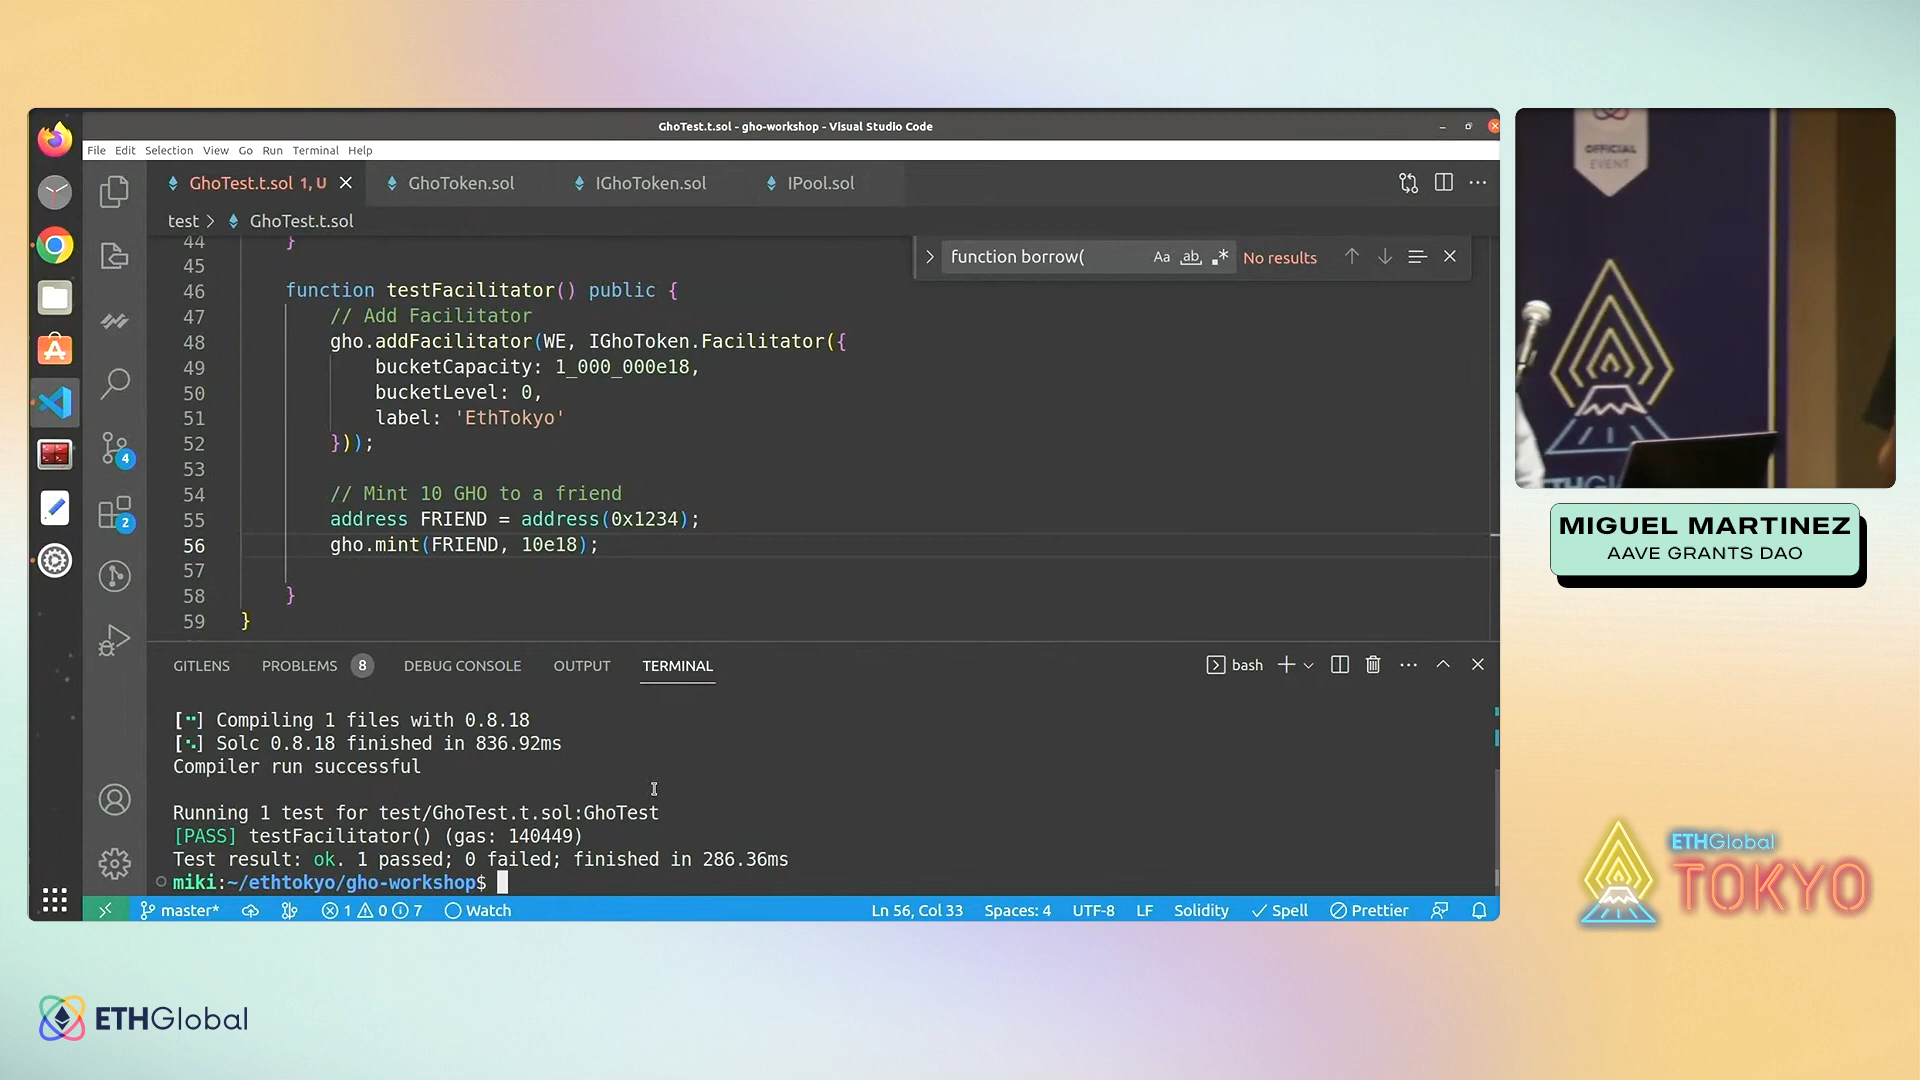 GhoTest.t.sol - gho-workshop - Visual Studio Code
File Edit Selection View Go Run Terminal Help
GhoTest.t.sol 1, U
GhoToken.sol
IGhoToken.sol
IPool.sol
test > GhoTest.t.sol
function borrow(
Aa ab No results
44 }
45
46 function testFacilitator() public {
47 // Add Facilitator
48 gho.addFacilitator(WE, IGhoToken.Facilitator({
49 bucketCapacity: 1_000_000e18,
50 bucketLevel: 0,
51 label: 'EthTokyo'
52 }));
53
54 // Mint 10 GHO to a friend
55 address FRIEND = address(0x1234);
56 gho.mint(FRIEND, 10e18);
57
58 }
59 }
4
2
GITLENS PROBLEMS 8 DEBUG CONSOLE OUTPUT TERMINAL
bash
[⠒] Compiling 1 files with 0.8.18
[⠢] Solc 0.8.18 finished in 836.92ms
Compiler run successful
Running 1 test for test/GhoTest.t.sol:GhoTest
[PASS] testFacilitator() (gas: 140449)
Test result: ok. 1 passed; 0 failed; finished in 286.36ms
miki:~/ethtokyo/gho-workshop$
master* 1 0 7 Watch
Ln 56, Col 33 Spaces: 4 UTF-8 LF Solidity Spell Prettier
OFFICIAL
EVENT
MIGUEL MARTINEZ
AAVE GRANTS DAO
ETHGlobal
TOKYO
ETHGlobal